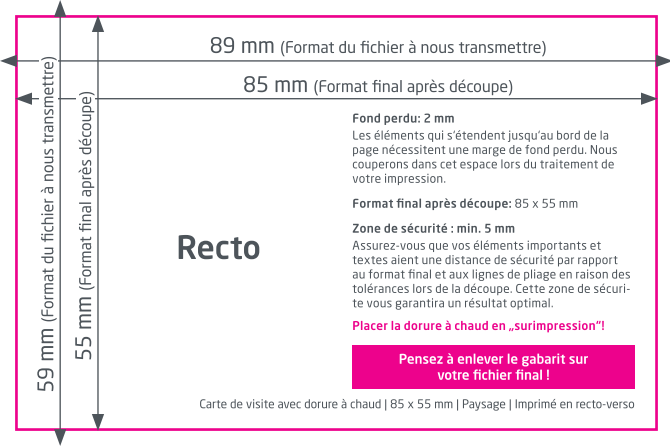 89 mm (Format du fichier à nous transmettre)
85 mm (Format final après découpe)
59 mm (Format du fichier à nous transmettre)
55 mm (Format final après découpe)
Recto
Fond perdu: 2 mm
Les éléments qui s'étendent jusqu'au bord de la
page nécessitent une marge de fond perdu. Nous
couperons dans cet espace lors du traitement de
votre impression.
Format final après découpe: 85 x 55 mm
Zone de sécurité : min. 5 mm
Assurez-vous que vos éléments importants et
textes aient une distance de sécurité par rapport
au format final et aux lignes de pliage en raison des
tolérances lors de la découpe. Cette zone de sécuri-
te vous garantira un résultat optimal.
Placer la dorure à chaud en „surimpression"!
Pensez à enlever le gabarit sur
votre fichier final !
Carte de visite avec dorure à chaud | 85 x 55 mm | Paysage | Imprimé en recto-verso